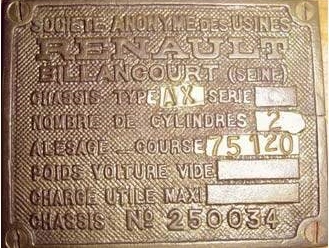 SOCIETE ANONYME DES USINES
RENAULT
BILLANCOURT (SEINE)
CHASSIS TYPE AX SERIE
NOMBRE DE CYLINDRES 2
ALESAGE COURSE 75 120
POIDS VOITURE VIDE
CHARGE UTILE MAXI
CHASSIS Nº 250034